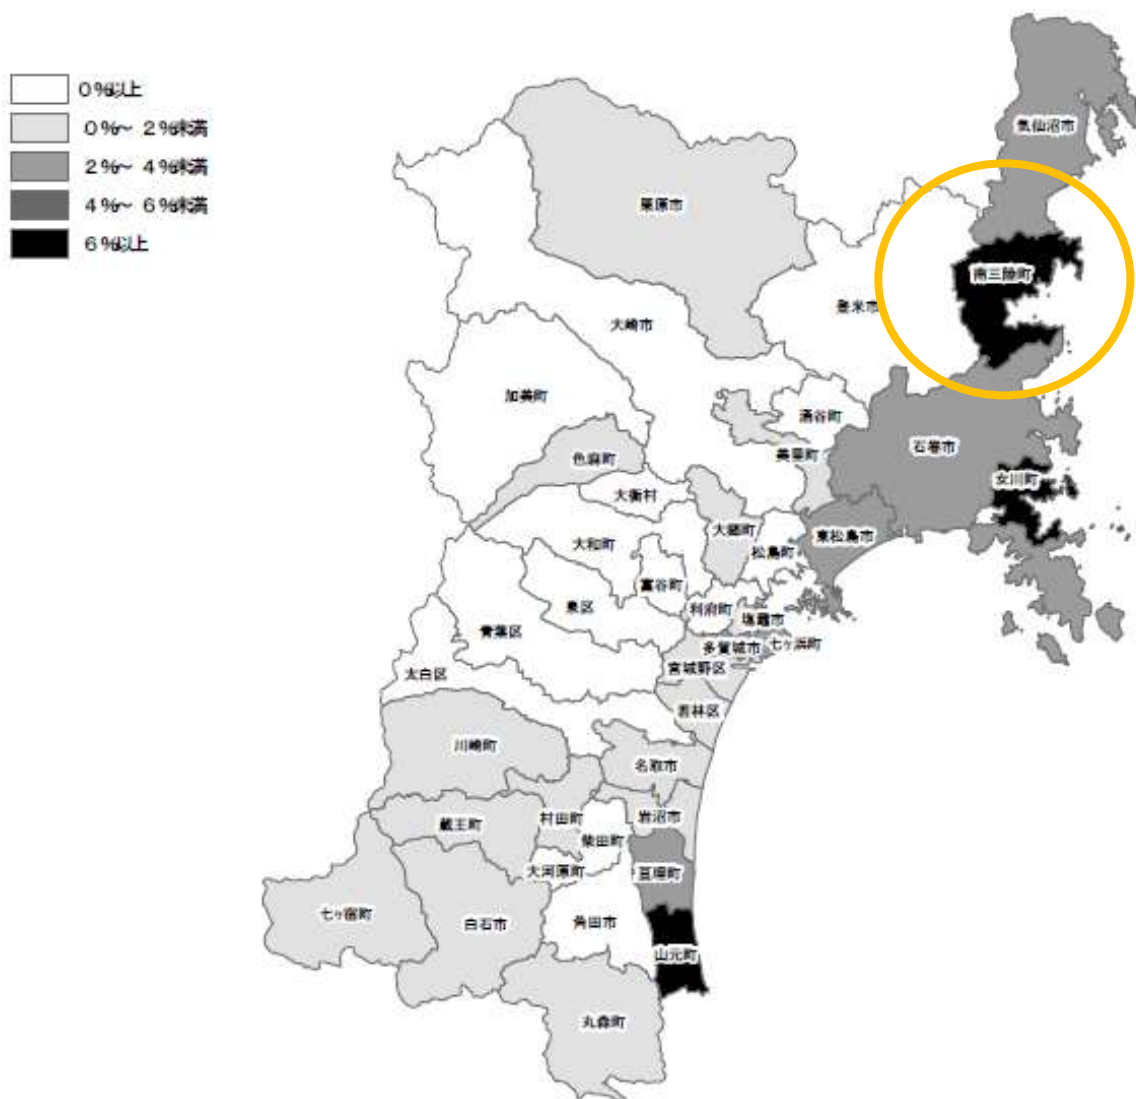 0%以上
0%~ 2%未満
2%~ 4%未満
4%~ 6%未満
6%以上
気仙沼市
栗原市
南三陸町
登米市
大崎市
加美町
涌谷町
石巻市
美里町
色麻町
女川町
大衡村
大郷町
東松島市
大和町
松島町
富谷町
泉区
利府町
塩竈市
青葉区
多賀城市
七ヶ浜町
宮城野区
太白区
若林区
川崎町
名取市
村田町
岩沼市
蔵王町
柴田町
大河原町
亘理町
七ヶ宿町
白石市
角田市
山元町
丸森町